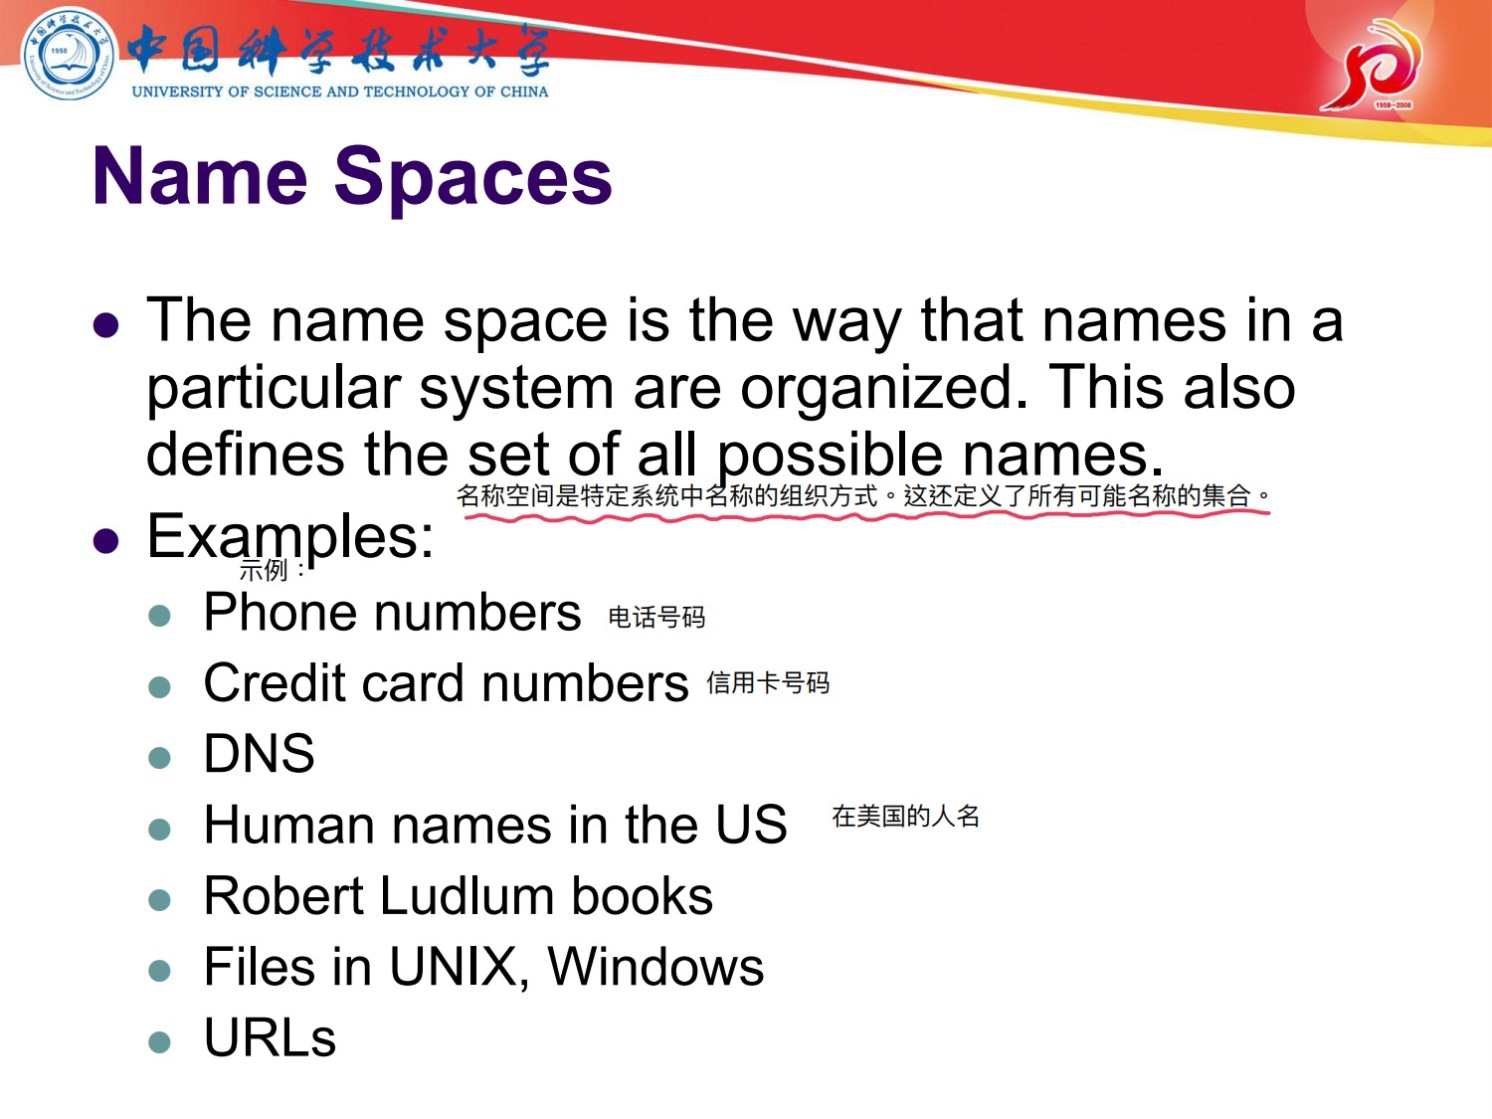 中国科学技术大学
UNIVERSITY OF SCIENCE AND TECHNOLOGY OF CHINA
1958
1958-2008
Name Spaces
The name space is the way that names in a
particular system are organized. This also
defines the set of all possible names.
名称空间是特定系统中名称的组织方式。这还定义了所有可能名称的集合。
Examples:
示例：
Phone numbers 电话号码
Credit card numbers 信用卡号码
DNS
Human names in the US 在美国的人名
Robert Ludlum books
Files in UNIX, Windows
URLs